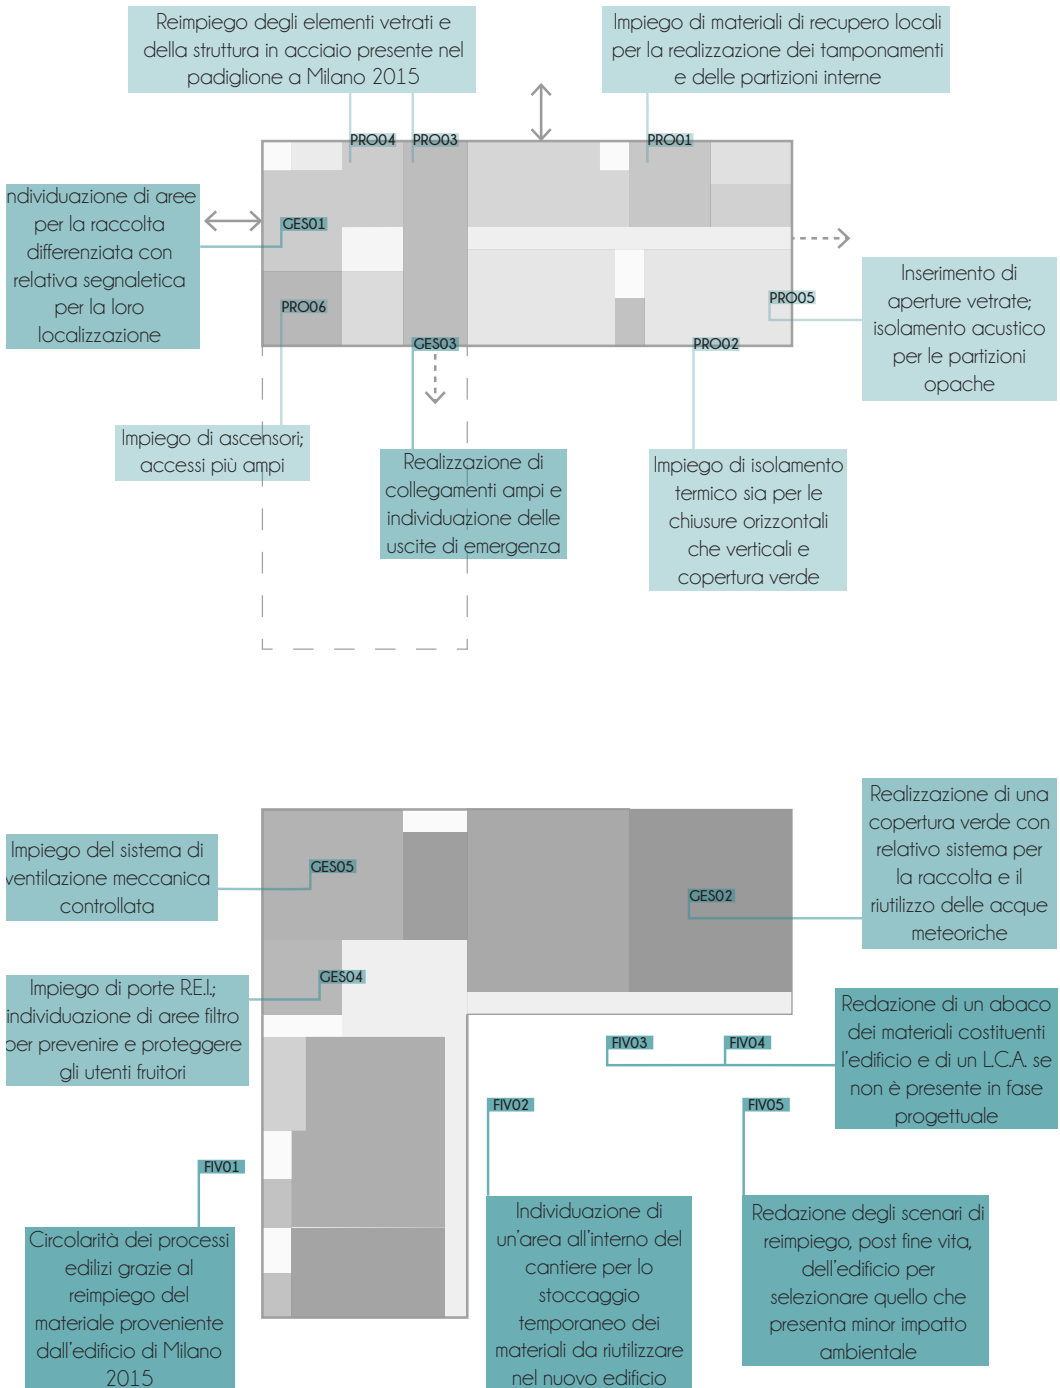 Reimpiego degli elementi vetrati e
della struttura in acciaio presente nel
padiglione a Milano 2015
Impiego di materiali di recupero locali
per la realizzazione dei tamponamenti
e delle partizioni interne
PRO04
PRO03
PRO01
ndividuazione di aree
per la raccolta
differenziata con
relativa segnaletica
per la loro
localizzazione
GES01
PRO06
PRO05
GES03
PRO02
Inserimento di
aperture vetrate;
isolamento acustico
per le partizioni
opache
Impiego di ascensori;
accessi più ampi
Realizzazione di
collegamenti ampi e
individuazione delle
uscite di emergenza
Impiego di isolamento
termico sia per le
chiusure orizzontali
che verticali e
copertura verde
Realizzazione di una
copertura verde con
relativo sistema per
la raccolta e il
riutilizzo delle acque
meteoriche
Impiego del sistema di
ventilazione meccanica
controllata
GES05
GES02
GES04
Impiego di porte R.E.I.;
individuazione di aree filtro
per prevenire e proteggere
gli utenti fruitori
Redazione di un abaco
dei materiali costituenti
l'edificio e di un L.C.A. se
non è presente in fase
progettuale
FIV03
FIV04
FIV02
FIV05
FIV01
Circolarità dei processi
edilizi grazie al
reimpiego del
materiale proveniente
dall'edificio di Milano
2015
Individuazione di
un'area all'interno del
cantiere per lo
stoccaggio
temporaneo dei
materiali da riutilizzare
nel nuovo edificio
Redazione degli scenari di
reimpiego, post fine vita,
dell'edificio per
selezionare quello che
presenta minor impatto
ambientale